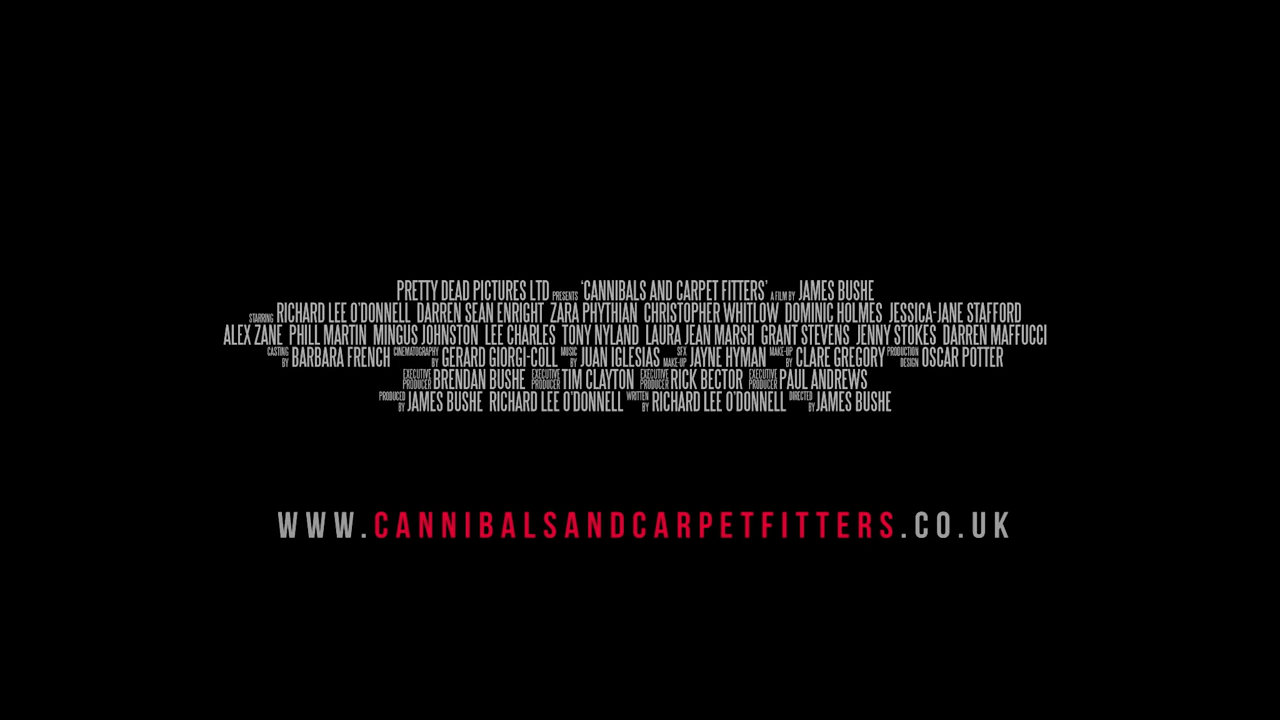 PRETTY DEAD PICTURES LTD PRESENTS 'CANNIBALS AND CARPET FITTERS' A FILM BY JAMES BUSHE
STARRING RICHARD LEE O'DONNELL DARREN SEAN ENRIGHT ZARA PHYTHIAN CHRISTOPHER WHITLOW DOMINIC HOLMES JESSICA-JANE STAFFORD
ALEX ZANE PHILL MARTIN MINGUS JOHNSTON LEE CHARLES TONY NYLAND LAURA JEAN MARSH GRANT STEVENS JENNY STOKES DARREN MAFFUCCI
CASTING BY BARBARA FRENCH CINEMATOGRAPHY BY GERARD GIORGI-COLL MUSIC BY JUAN IGLESIAS SFX MAKE-UP JAYNE HYMAN MAKE-UP BY CLARE GREGORY PRODUCTION DESIGN OSCAR POTTER
EXECUTIVE PRODUCER BRENDAN BUSHE EXECUTIVE PRODUCER TIM CLAYTON EXECUTIVE PRODUCER RICK BECTOR EXECUTIVE PRODUCER PAUL ANDREWS
PRODUCED BY JAMES BUSHE RICHARD LEE O'DONNELL WRITTEN BY RICHARD LEE O'DONNELL DIRECTED BY JAMES BUSHE
WWW.CANNIBALSANDCARPETFITTERS.CO.UK